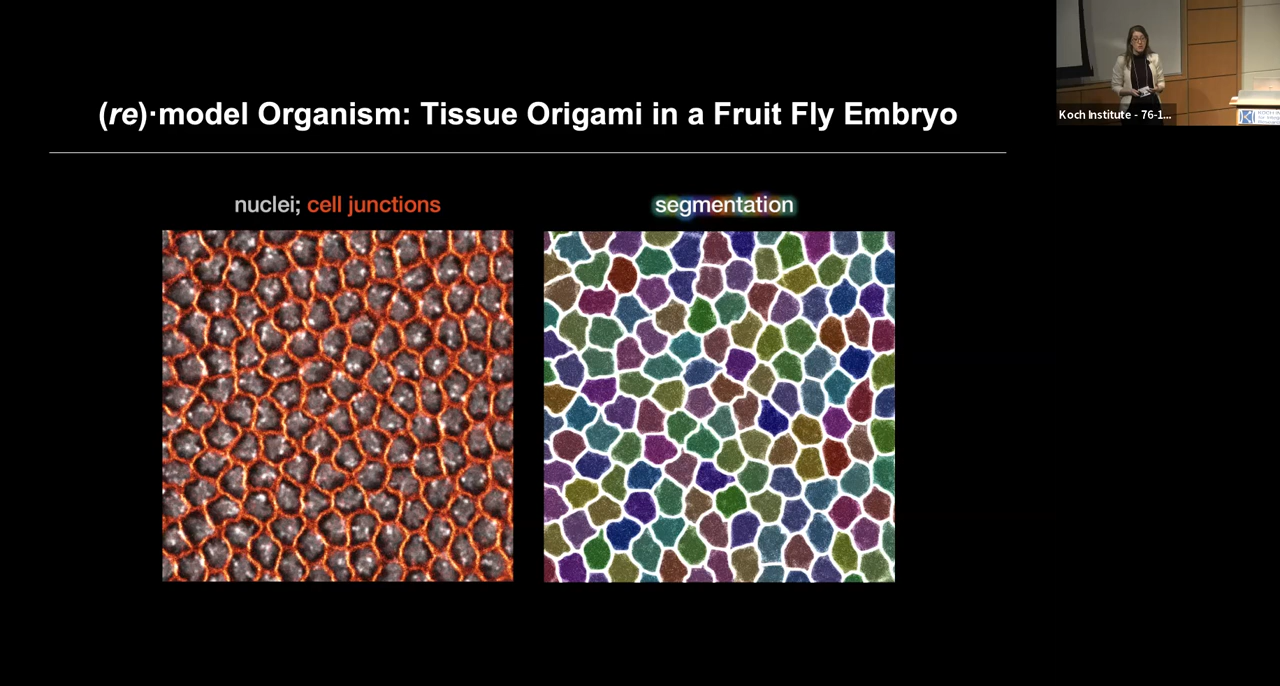 (re)·model Organism: Tissue Origami in a Fruit Fly Embryo
nuclei; cell junctions
segmentation
Koch Institute - 76-1...